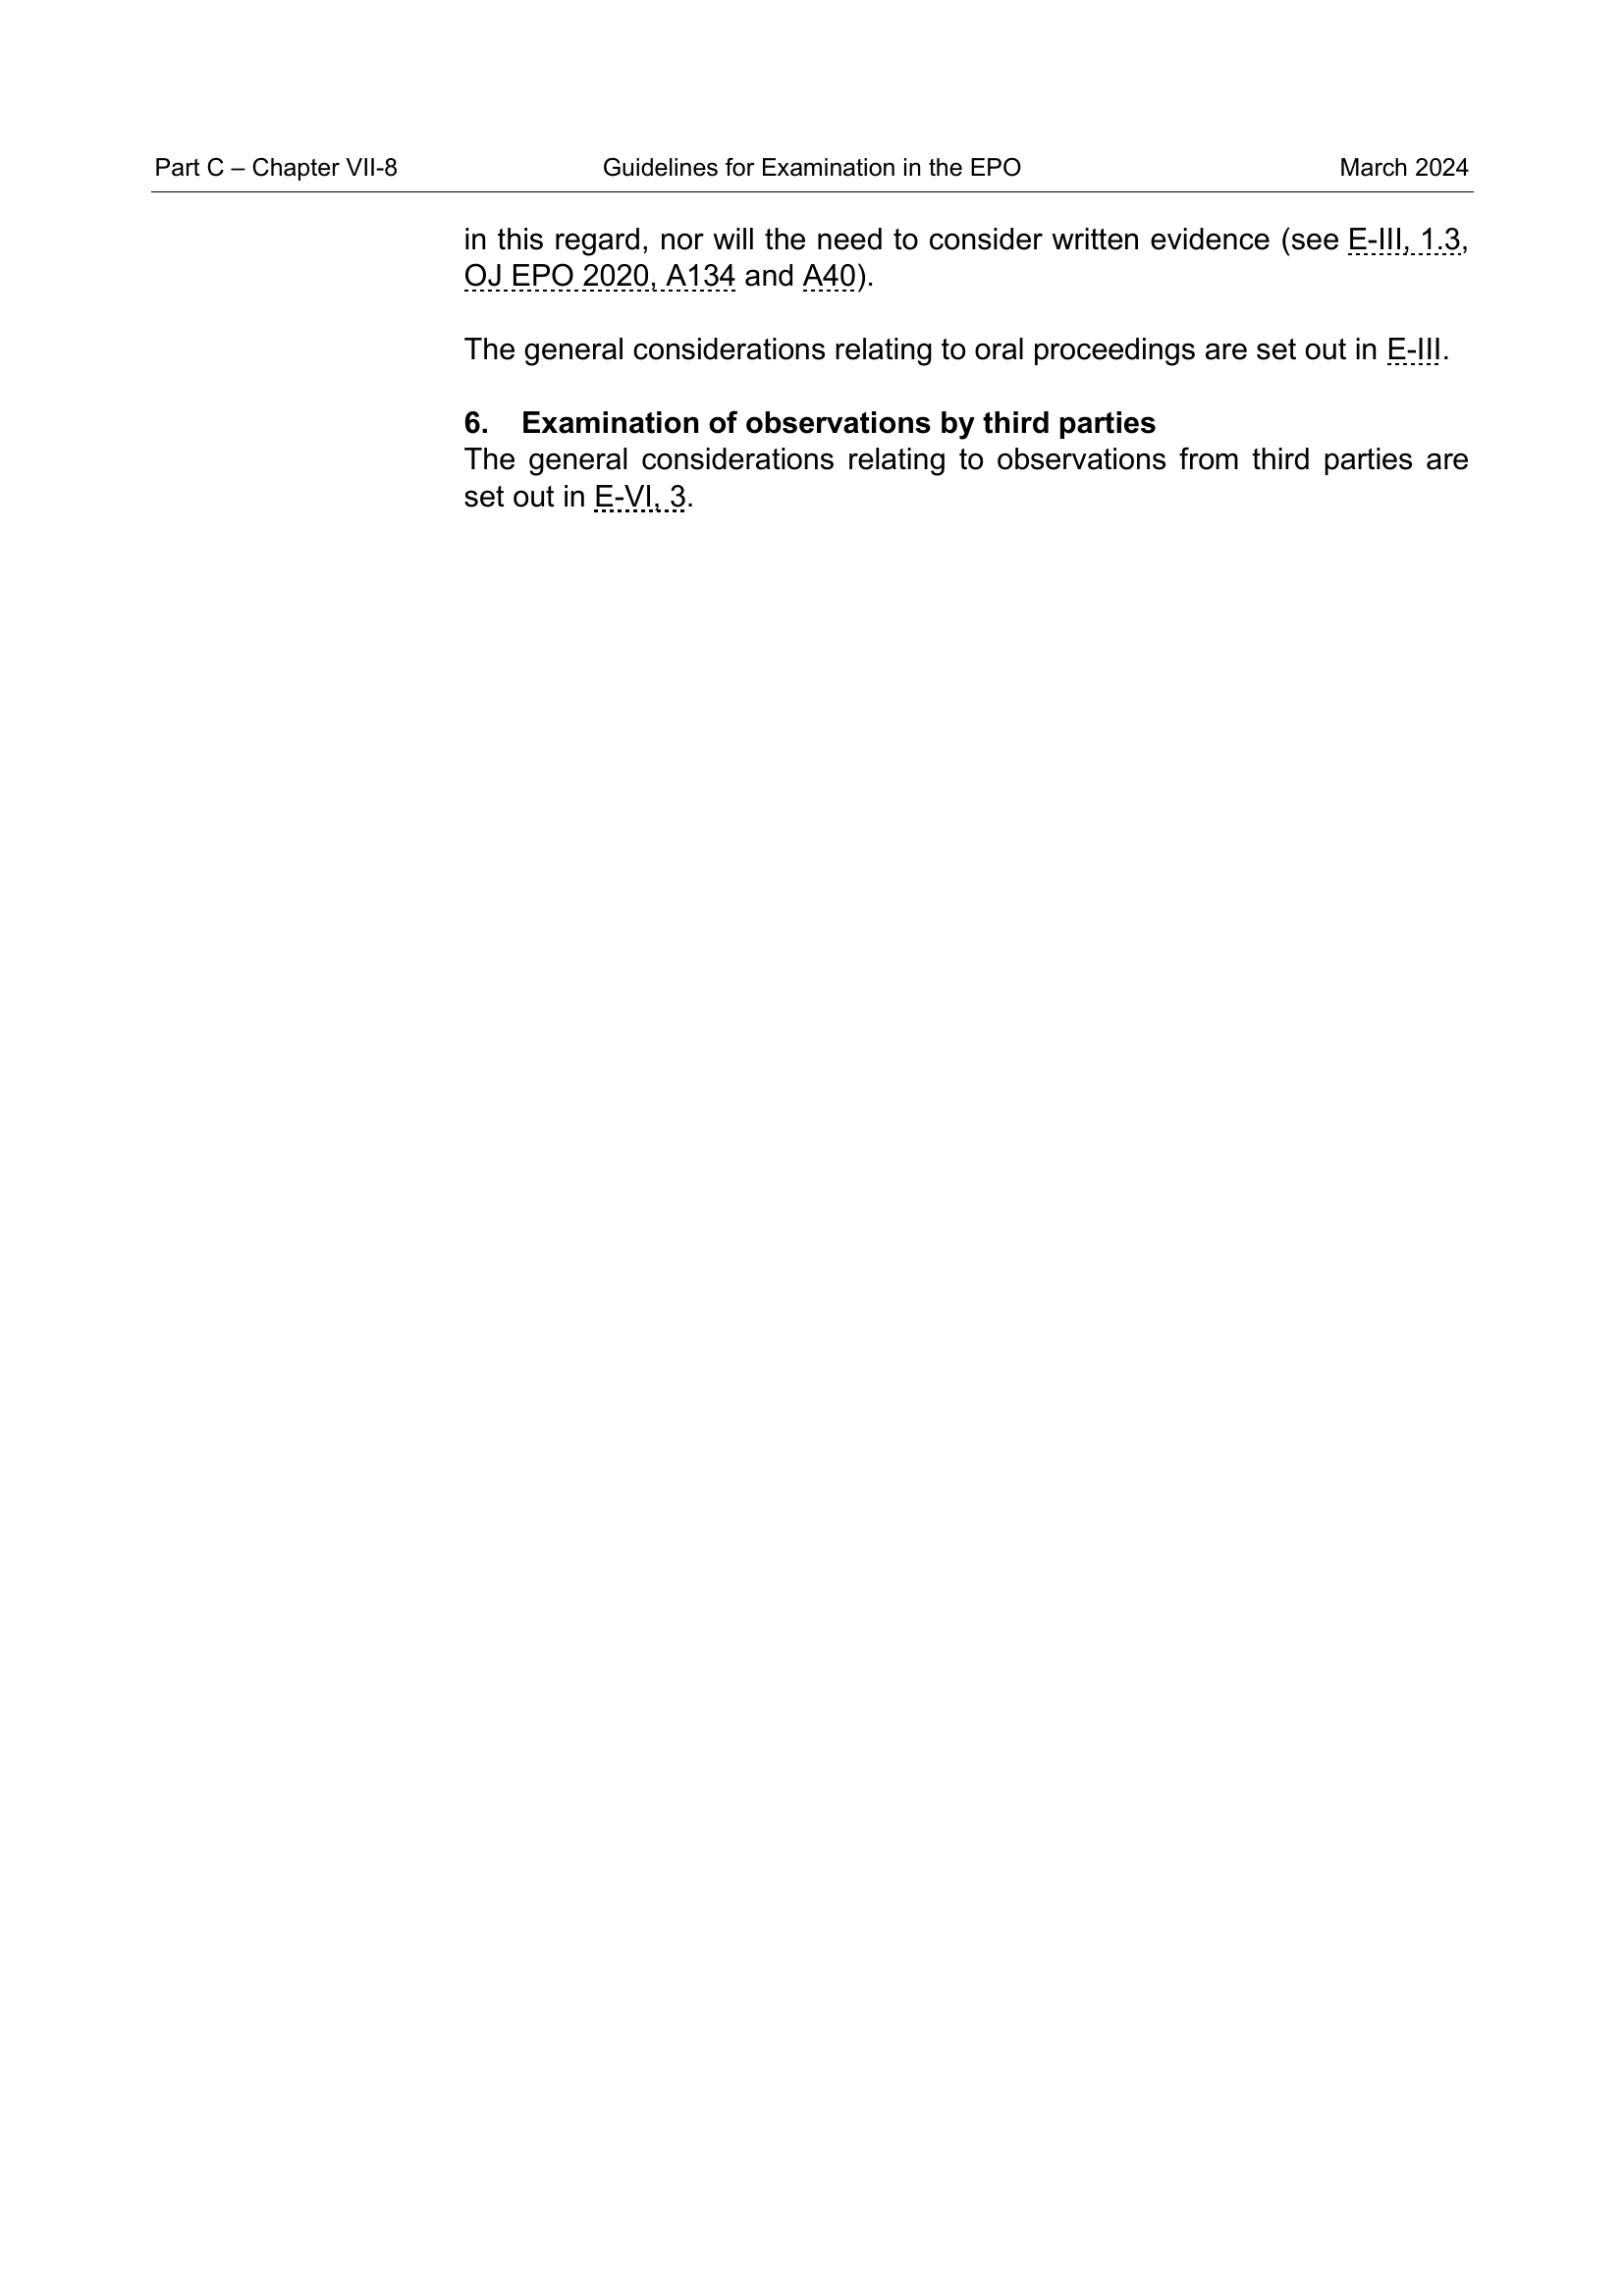 Part C – Chapter VII-8 Guidelines for Examination in the EPO March 2024
in this regard, nor will the need to consider written evidence (see E-III, 1.3,
OJ EPO 2020, A134 and A40).
The general considerations relating to oral proceedings are set out in E-III.
6. Examination of observations by third parties
The general considerations relating to observations from third parties are
set out in E-VI, 3.